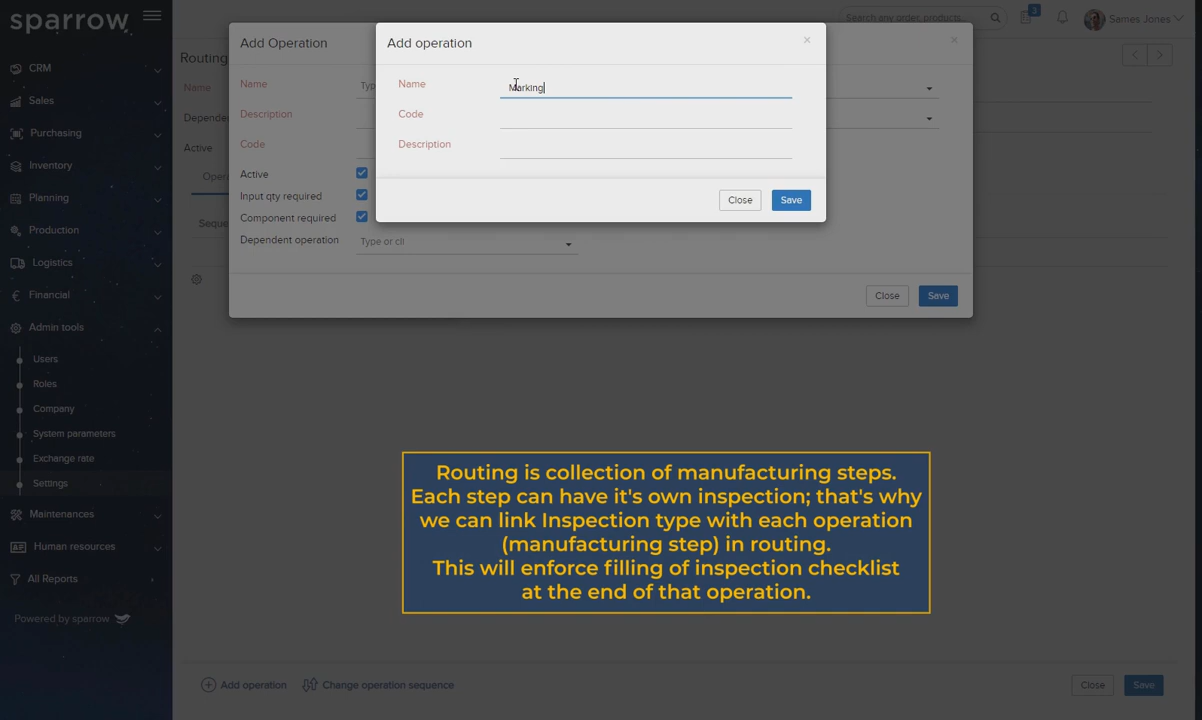 sparrow
Search any order, products..
3
Sames Jones
CRM
Sales
Purchasing
Inventory
Planning
Production
Logistics
Financial
Admin tools
Users
Roles
Company
System parameters
Exchange rate
Settings
Maintenances
Human resources
All Reports
Powered by sparrow
Routing
Name
Active
Add Operation
×
Name
Description
Code
Active
Input qty required
Component required
Dependent operation
Type or cli
Close
Save
Add operation
×
Name
Marking
Code
Description
Close
Save
Routing is collection of manufacturing steps.
Each step can have it's own inspection; that's why
we can link Inspection type with each operation
(manufacturing step) in routing.
This will enforce filling of inspection checklist
at the end of that operation.
Add operation
Change operation sequence
Close
Save